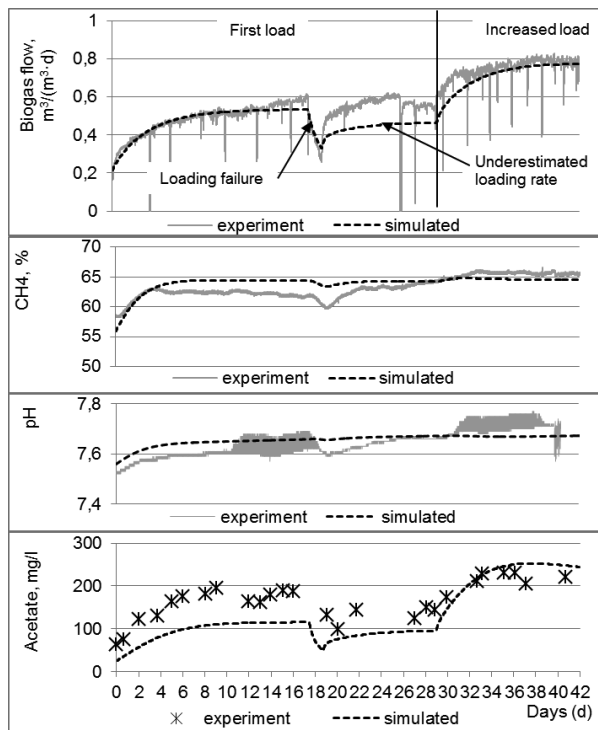 First load
Increased load
Biogas flow,
m³/(m³·d)
1
0,8
0,6
0,4
0,2
0
Loading failure
Underestimated
loading rate
experiment
simulated
CH4, %
70
65
60
55
50
experiment
simulated
pH
7,8
7,6
7,4
experiment
simulated
Acetate, mg/l
300
200
100
0
0 2 4 6 8 10 12 14 16 18 20 22 24 26 28 30 32 34 36 38 40 42
Days (d)
experiment
simulated